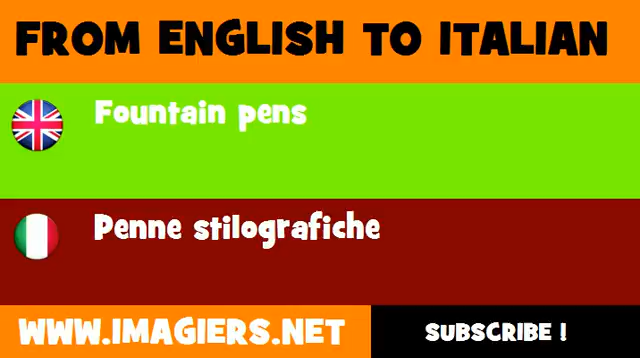 FROM ENGLISH TO ITALIAN
Fountain pens
Penne stilografiche
WWW.IMAGIERS.NET
SUBSCRIBE !